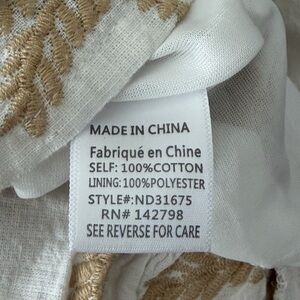 MADE IN CHINA
Fabriqué en Chine
SELF: 100%COTTON
LINING:100%POLYESTER
STYLE#:ND31675
RN# 142798
SEE REVERSE FOR CARE